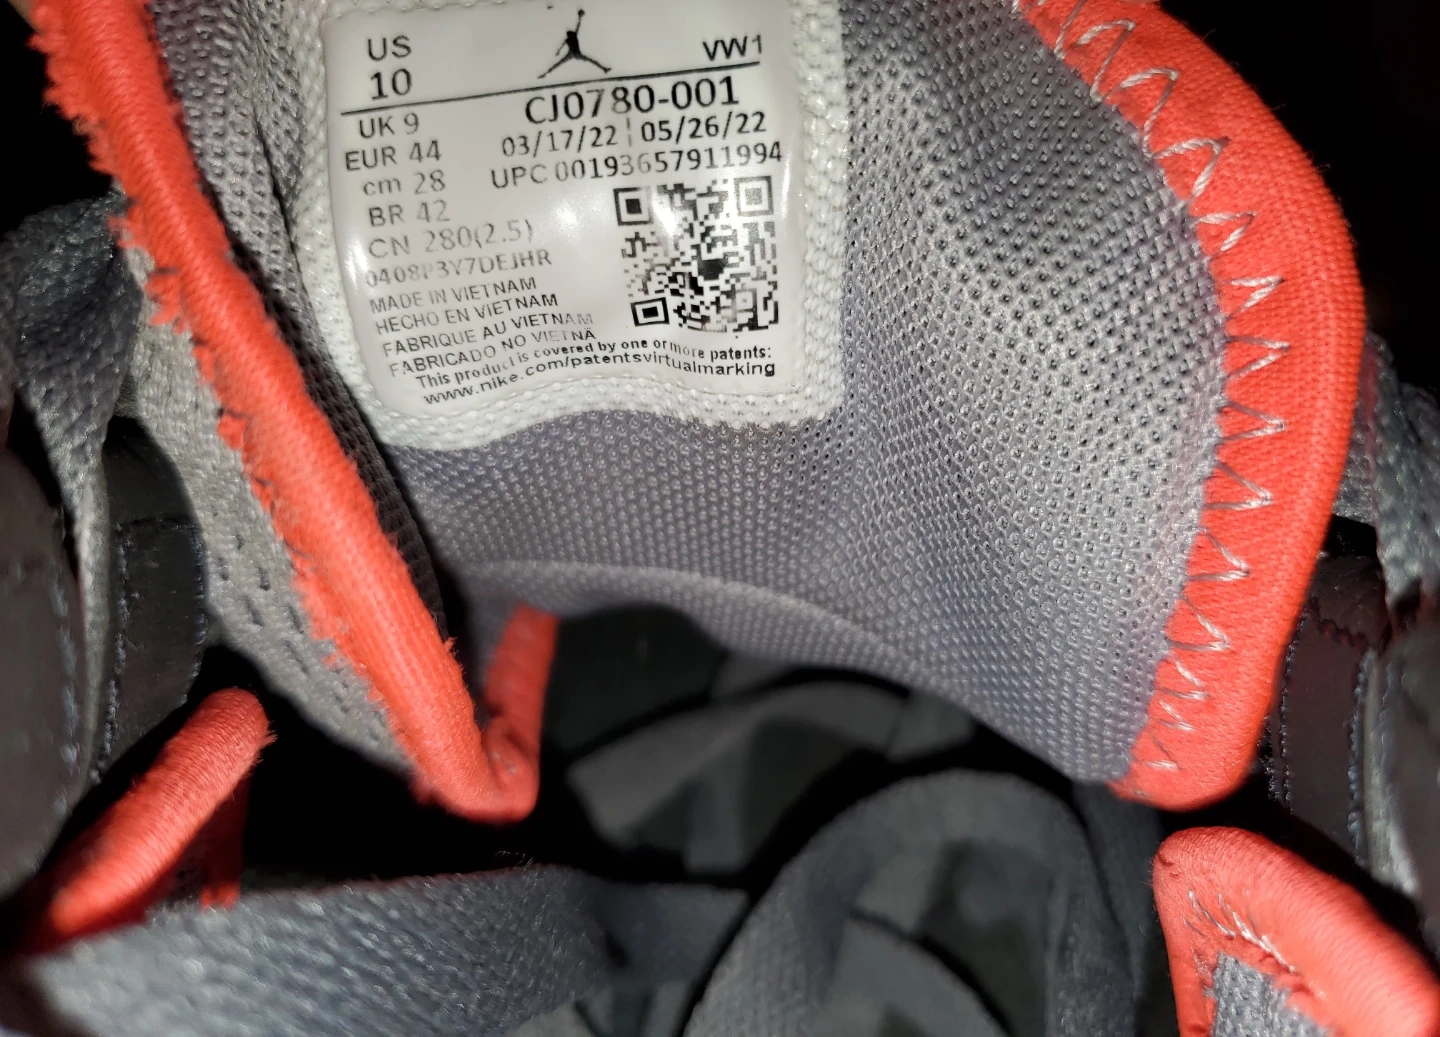 US
10
VW1
UK 9
CJ0780-001
EUR 44
03/17/22 | 05/26/22
cm 28
UPC 00193657911994
BR 42
CN 280(2.5)
0408P3Y7DEJHR
MADE IN VIETNAM
HECHO EN VIETNAM
FABRIQUE AU VIETNAM
FABRICADO NO VIETNÃ
This product is covered by one or more patents:
www.nike.com/patentsvirtualmarking